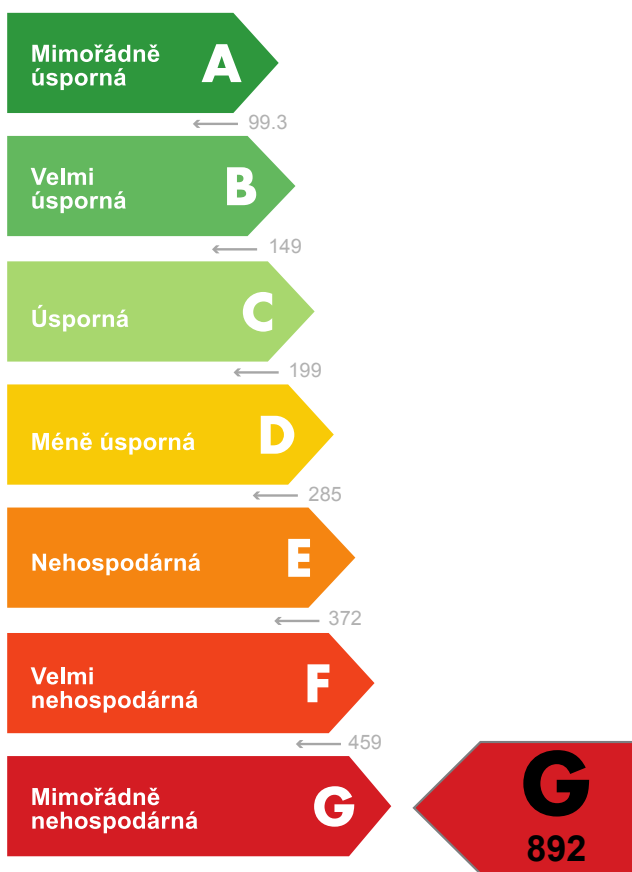 Mimořádně
úsporná
A
99.3
Velmi
úsporná
B
149
Úsporná
C
199
Méně úsporná
D
285
Nehospodárná
E
372
Velmi
nehospodárná
F
459
Mimořádně
nehospodárná
G
G
892